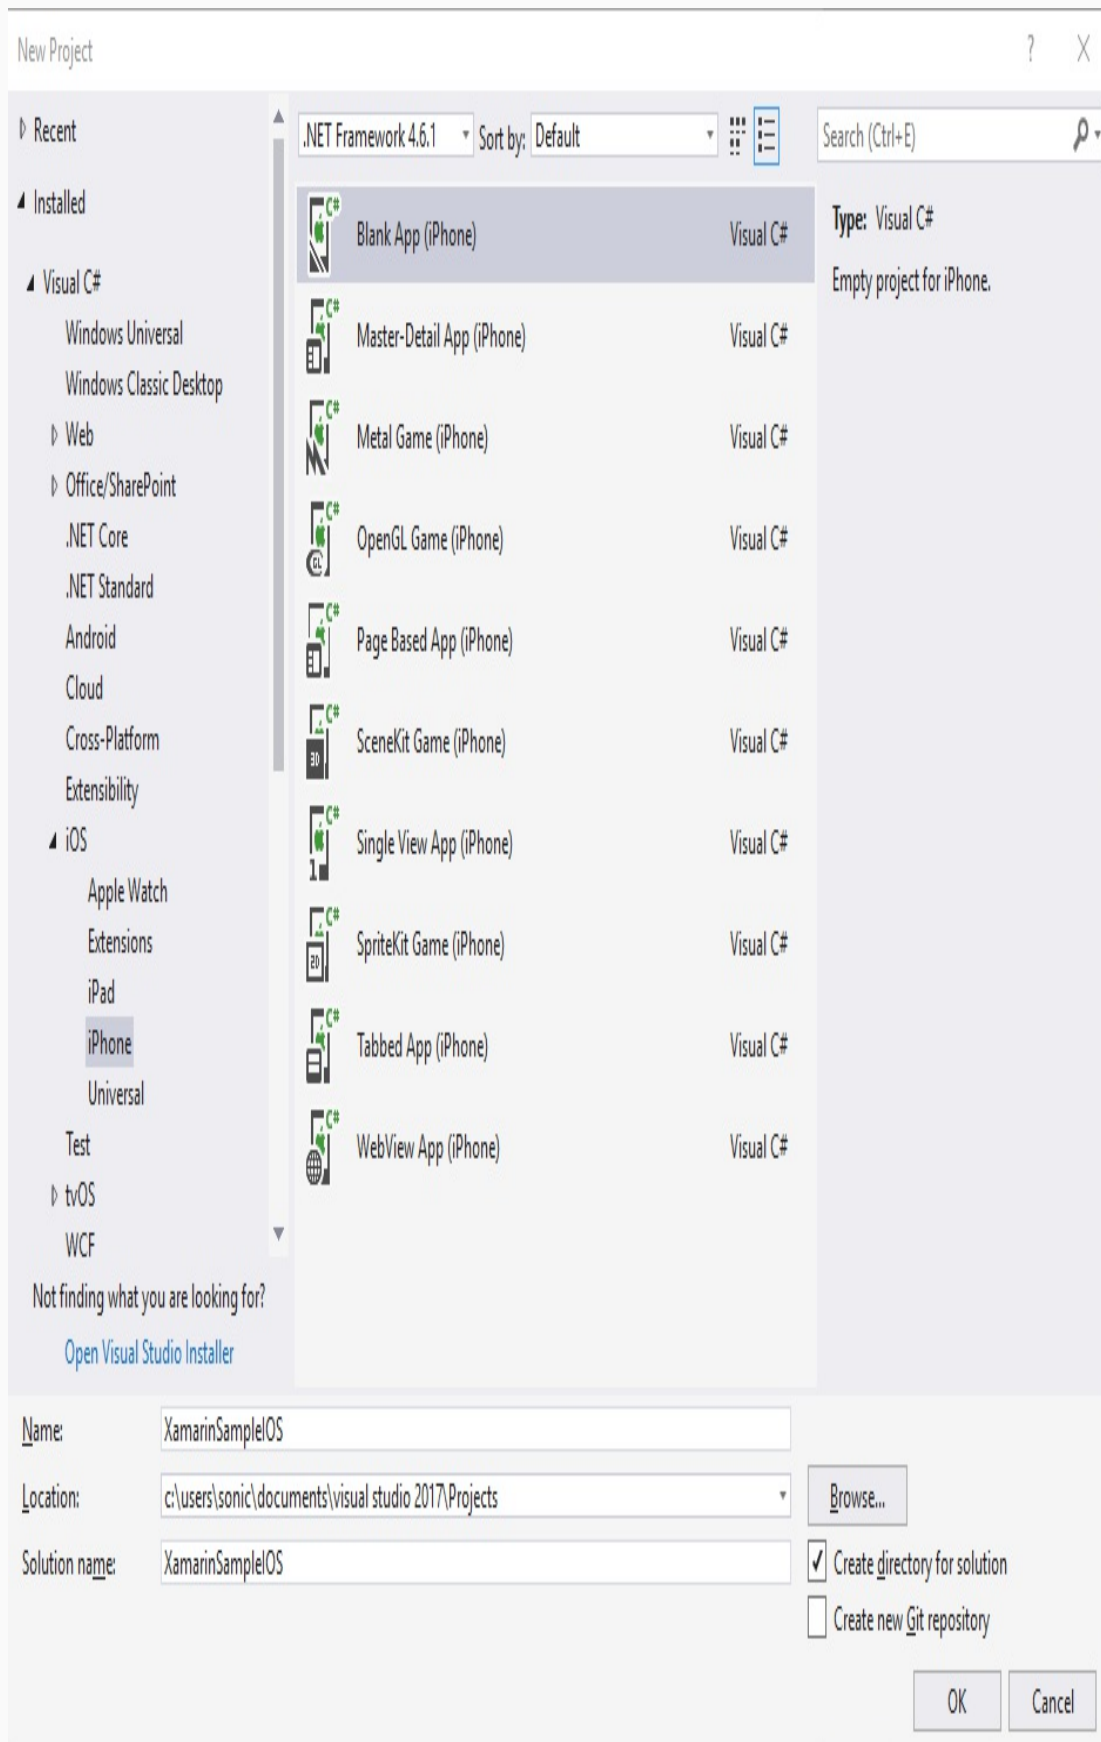 New Project
?
X
Recent
Installed
Visual C#
Windows Universal
Windows Classic Desktop
Web
Office/SharePoint
.NET Core
.NET Standard
Android
Cloud
Cross-Platform
Extensibility
iOS
Apple Watch
Extensions
iPad
iPhone
Universal
Test
tvOS
WCF
Not finding what you are looking for?
Open Visual Studio Installer
.NET Framework 4.6.1 Sort by: Default
C# Blank App (iPhone) Visual C#
C# Master-Detail App (iPhone) Visual C#
C# Metal Game (iPhone) Visual C#
C# GL OpenGL Game (iPhone) Visual C#
C# Page Based App (iPhone) Visual C#
C# 3D SceneKit Game (iPhone) Visual C#
C# 1 Single View App (iPhone) Visual C#
C# 2D SpriteKit Game (iPhone) Visual C#
C# Tabbed App (iPhone) Visual C#
C# WebView App (iPhone) Visual C#
Search (Ctrl+E)
Type: Visual C#
Empty project for iPhone.
Name: XamarinSampleIOS
Location: c:\users\sonic\documents\visual studio 2017\Projects Browse...
Solution name: XamarinSampleIOS
Create directory for solution
Create new Git repository
OK Cancel